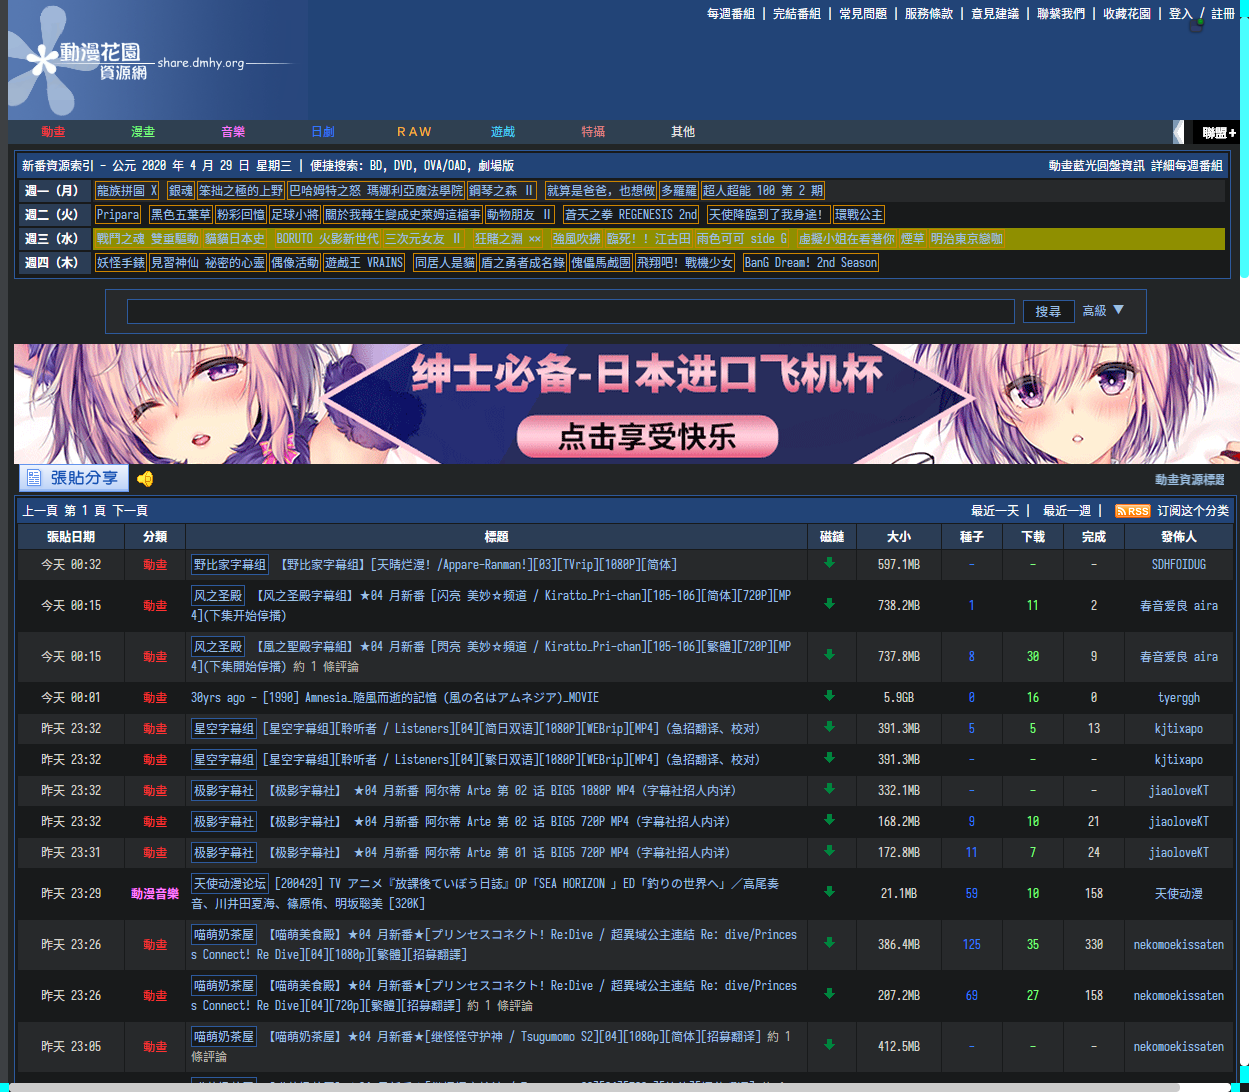 每週番組 | 完結番組 | 常見問題 | 服務條款 | 意見建議 | 聯繫我們 | 收藏花園 | 登入 / 註冊
動漫花園
資源網 share.dmhy.org
動畫 漫畫 音樂 日劇 RAW 遊戲 特攝 其他 聯盟+
新番資源索引 - 公元 2020 年 4 月 29 日 星期三 | 便捷搜索: BD, DVD, OVA/OAD, 劇場版 動畫藍光圓盤資訊 詳細每週番組
週一（月） 龍族拼圖 X 銀魂 笨拙之極的上野 巴哈姆特之怒 瑪娜利亞魔法學院 鋼琴之森 II 就算是爸爸, 也想做 多羅羅 超人超能 100 第 2 期
週二（火） Pripara 黑色五葉草 粉彩回憶 足球小將 關於我轉生變成史萊姆這檔事 動物朋友 II 蒼天之拳 REGENESIS 2nd 天使降臨到了我身途！ 環戰公主
週三（水） 戰鬥之魂 雙重驅動 貓貓日本史 BORUTO 火影新世代 三次元女友 II 狂賭之淵 ×× 強風吹拂 臨死！！江古田 兩色可可 side G 虛擬小姐在看著你 煙草 明治東京戀咖
週四（木） 妖怪手錶 見習神仙 祕密的心靈 偶像活動 遊戲王 VRAINS 同居人是貓 盾之勇者成名錄 傀儡馬戲團 飛翔吧！戰機少女 BanG Dream! 2nd Season
搜尋 高級 ▼
绅士必备-日本进口飞机杯
点击享受快乐
張貼分享 動畫資源標題
上一頁 第 1 頁 下一頁 最近一天 | 最近一週 | RSS 订阅这个分类
張貼日期 分類 標題 磁鏈 大小 種子 下載 完成 發佈人
今天 00:32 動畫 野比家字幕组 【野比家字幕组】[天晴烂漫！/Appare-Ranman!][03][TVrip][1080P][简体] 597.1MB - - - SDHFOIDUG
今天 00:15 動畫 风之圣殿 【风之圣殿字幕组】★04 月新番 [闪亮 美妙☆频道 / Kiratto_Pri-chan][105-106][简体][720P][MP
4](下集开始停播) 738.2MB 1 11 2 春音爱良 aira
今天 00:15 動畫 风之圣殿 【風之聖殿字幕組】★04 月新番 [閃亮 美妙☆頻道 / Kiratto_Pri-chan][105-106][繁體][720P][MP
4](下集開始停播) 約 1 條評論 737.8MB 8 30 9 春音爱良 aira
今天 00:01 動畫 30yrs ago - [1990] Amnesia_隨風而逝的記憶 (風の名はアムネジア)_MOVIE 5.9GB 0 16 0 tyerggh
昨天 23:32 動畫 星空字幕组 [星空字幕组][聆听者 / Listeners][04][简日双语][1080P][WEBrip][MP4]（急招翻译、校对） 391.3MB 5 5 13 kjtixapo
昨天 23:32 動畫 星空字幕组 [星空字幕组][聆听者 / Listeners][04][繁日双语][1080P][WEBrip][MP4]（急招翻译、校对） 391.3MB - - - kjtixapo
昨天 23:32 動畫 极影字幕社 【极影字幕社】 ★04 月新番 阿尔蒂 Arte 第 02 话 BIG5 1080P MP4（字幕社招人内详） 332.1MB - - - jiaoloveKT
昨天 23:32 動畫 极影字幕社 【极影字幕社】 ★04 月新番 阿尔蒂 Arte 第 02 话 BIG5 720P MP4（字幕社招人内详） 168.2MB 9 10 21 jiaoloveKT
昨天 23:31 動畫 极影字幕社 【极影字幕社】 ★04 月新番 阿尔蒂 Arte 第 01 话 BIG5 720P MP4（字幕社招人内详） 172.8MB 11 7 24 jiaoloveKT
昨天 23:29 動漫音樂 天使动漫论坛 [200429] TV アニメ『放課後ていぼう日誌』OP「SEA HORIZON 」ED「釣りの世界へ」／高尾奏
音、川井田夏海、篠原侑、明坂聡美 [320K] 21.1MB 59 10 158 天使动漫
昨天 23:26 動畫 喵萌奶茶屋 【喵萌美食殿】★04 月新番★[プリンセスコネクト！Re:Dive / 超異域公主連結 Re: dive/Princes
s Connect! Re Dive][04][1080p][繁體][招募翻譯] 386.4MB 125 35 330 nekomoekissaten
昨天 23:26 動畫 喵萌奶茶屋 【喵萌美食殿】★04 月新番★[プリンセスコネクト！Re:Dive / 超異域公主連結 Re: dive/Princes
s Connect! Re Dive][04][720p][繁體][招募翻譯] 約 1 條評論 207.2MB 69 27 158 nekomoekissaten
昨天 23:05 動畫 喵萌奶茶屋 【喵萌奶茶屋】★04 月新番★[继怪怪守护神 / Tsugumomo S2][04][1080p][简体][招募翻译] 約 1
條評論 412.5MB - - - nekomoekissaten